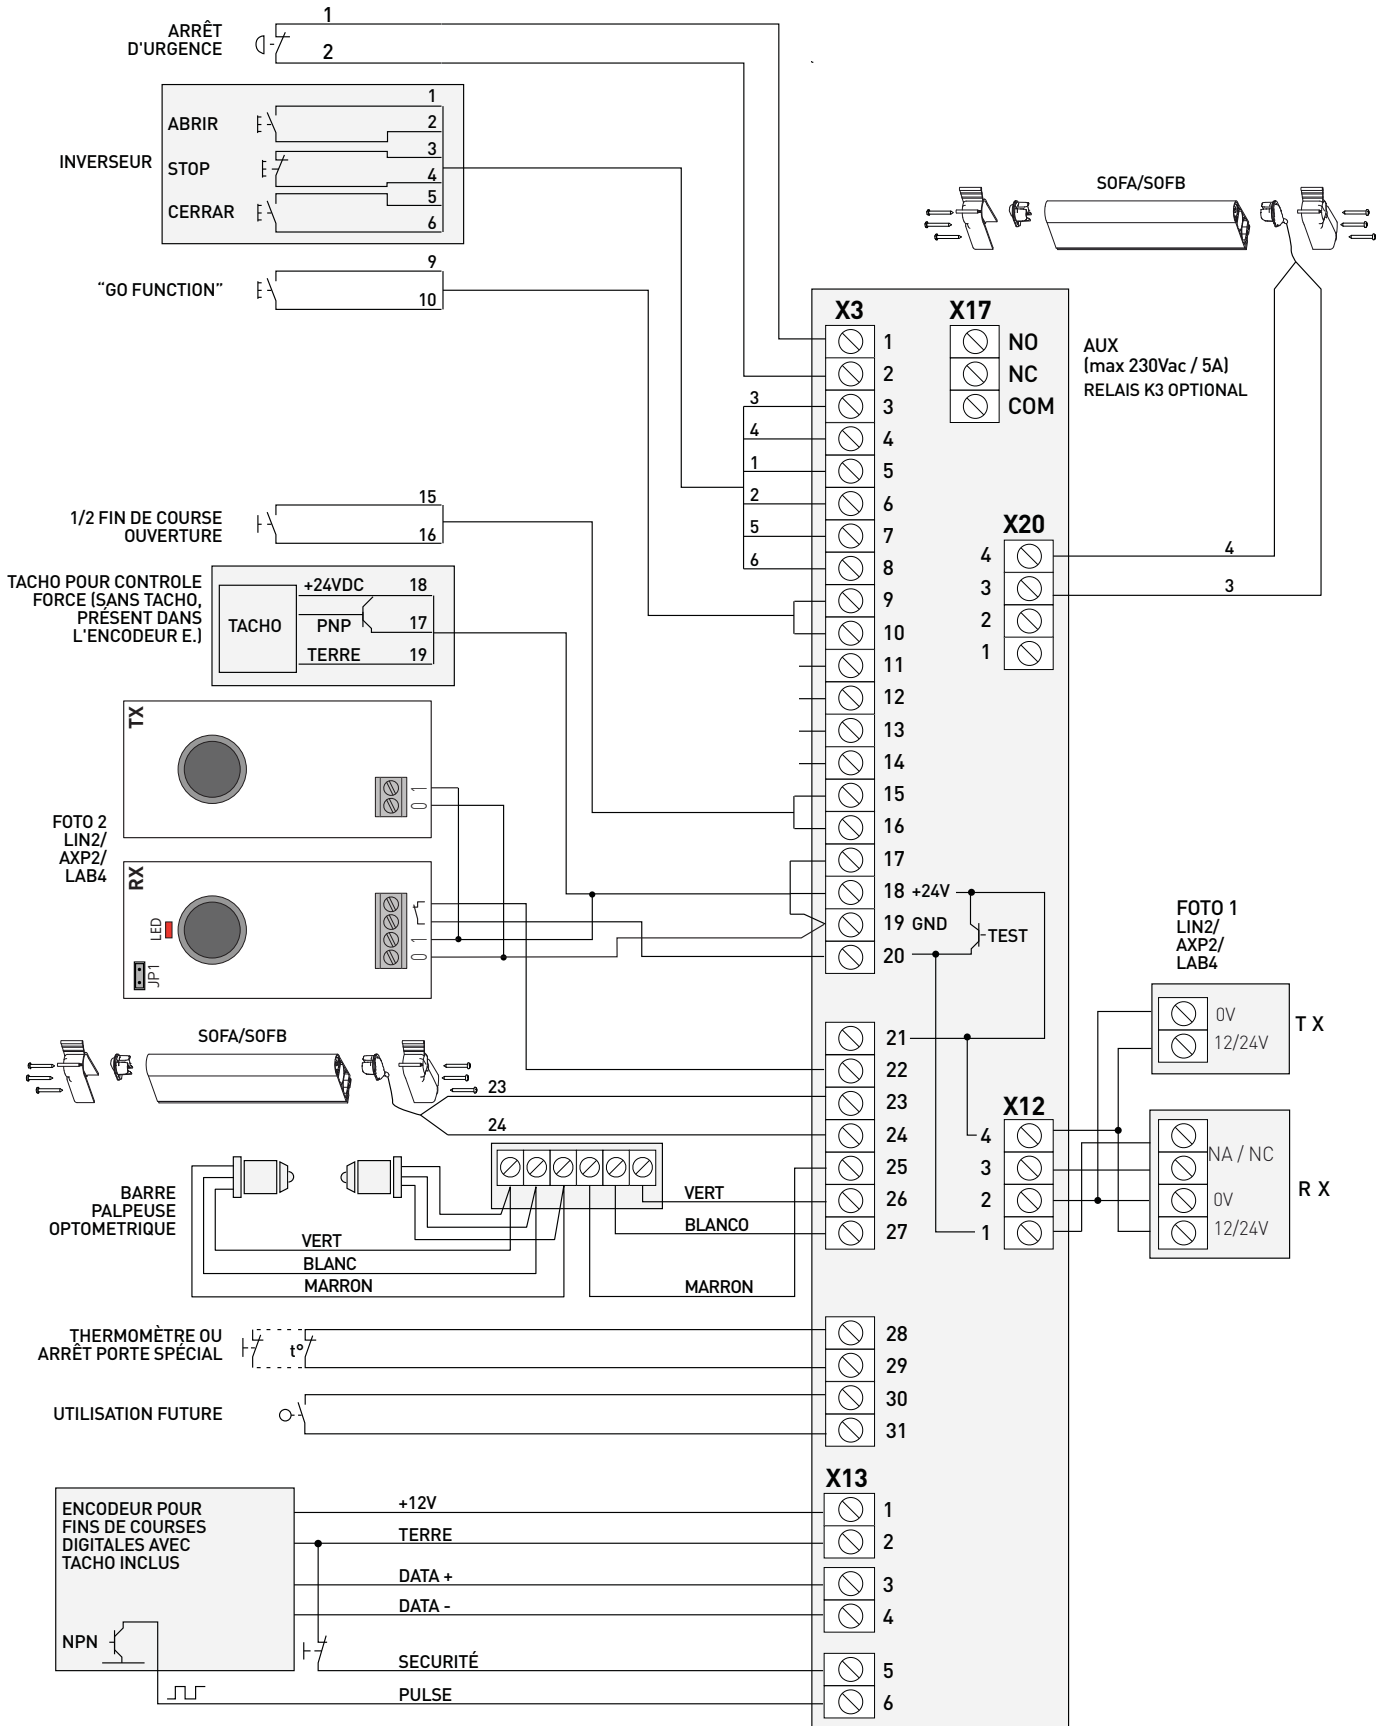 ARRÊT
D'URGENCE
1
2
INVERSEUR
ABRIR
STOP
CERRAR
1
2
3
4
5
6
“GO FUNCTION”
9
10
1/2 FIN DE COURSE
OUVERTURE
15
16
TACHO POUR CONTROLE
FORCE (SANS TACHO,
PRÉSENT DANS
L'ENCODEUR E.)
TACHO
+24VDC
PNP
TERRE
18
17
19
FOTO 2
LIN2/
AXP2/
LAB4
TX
1
0
RX
LED
JP1
1
0
SOFA/SOFB
23
24
BARRE
PALPEUSE
OPTOMETRIQUE
VERT
BLANC
MARRON
VERT
BLANCO
MARRON
THERMOMÈTRE OU
ARRÊT PORTE SPÉCIAL
t°
UTILISATION FUTURE
ENCODEUR POUR
FINS DE COURSES
DIGITALES AVEC
TACHO INCLUS
NPN
+12V
TERRE
DATA +
DATA -
SECURITÉ
PULSE
3
4
1
2
5
6
X3
1
2
3
4
5
6
7
8
9
10
11
12
13
14
15
16
17
18 +24V
19 GND
20
TEST
21
22
23
24
25
26
27
28
29
30
31
X13
1
2
3
4
5
6
X17
NO
NC
COM
AUX
(max 230Vac / 5A)
RELAIS K3 OPTIONAL
SOFA/SOFB
X20
4
3
2
1
4
3
X12
4
3
2
1
FOTO 1
LIN2/
AXP2/
LAB4
0V
12/24V
T X
NA / NC
0V
12/24V
R X